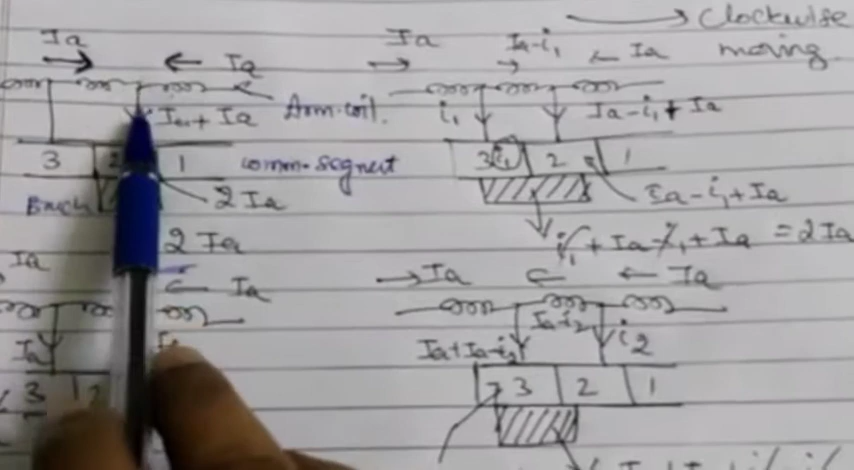 → Clockwise
moving.
Ia → ← Ia
Ia+Ia Arm.coil.
3 2 1 comm-segment
Brush
2Ia
2Ia
Ia → Ia-i1 → ← Ia
i1 Ia-i1+Ia
3 i1 2 1
Ia-i1+Ia
i1+Ia-i1+Ia = 2Ia
Ia ← Ia
Ia
3 2
→ Ia ← ← Ia
Ia-i2
Ia+Ia-i2 i2
3 2 1